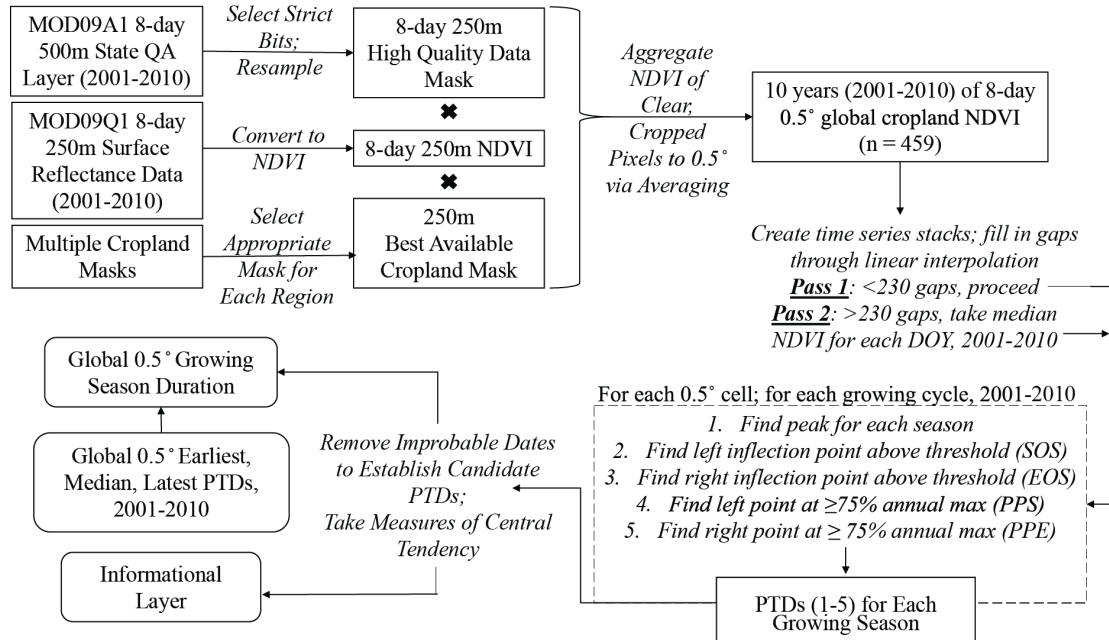 MOD09A1 8-day
500m State QA
Layer (2001-2010)
Select Strict
Bits;
Resample
8-day 250m
High Quality Data
Mask
MOD09Q1 8-day
250m Surface
Reflectance Data
(2001-2010)
Convert to
NDVI
8-day 250m NDVI
Multiple Cropland
Masks
Select
Appropriate
Mask for
Each Region
250m
Best Available
Cropland Mask
Aggregate
NDVI of
Clear,
Cropped
Pixels to 0.5°
via Averaging
10 years (2001-2010) of 8-day
0.5° global cropland NDVI
(n = 459)
Create time series stacks; fill in gaps
through linear interpolation
Pass 1: <230 gaps, proceed
Pass 2: >230 gaps, take median
NDVI for each DOY, 2001-2010
For each 0.5° cell; for each growing cycle, 2001-2010
1. Find peak for each season
2. Find left inflection point above threshold (SOS)
3. Find right inflection point above threshold (EOS)
4. Find left point at ≥75% annual max (PPS)
5. Find right point at ≥ 75% annual max (PPE)
PTDs (1-5) for Each
Growing Season
Remove Improbable Dates
to Establish Candidate
PTDs;
Take Measures of Central
Tendency
Global 0.5° Growing
Season Duration
Global 0.5° Earliest,
Median, Latest PTDs,
2001-2010
Informational
Layer